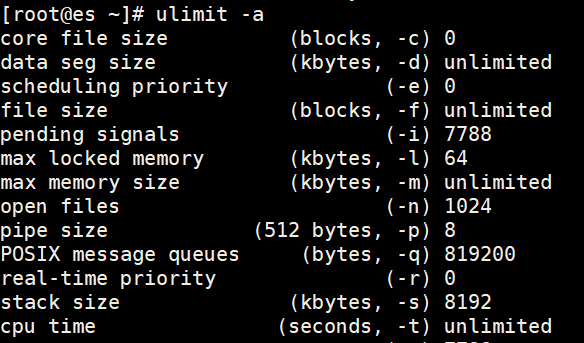 [root@es ~]# ulimit -a
core file size          (blocks, -c) 0
data seg size           (kbytes, -d) unlimited
scheduling priority             (-e) 0
file size               (blocks, -f) unlimited
pending signals                 (-i) 7788
max locked memory       (kbytes, -l) 64
max memory size         (kbytes, -m) unlimited
open files                      (-n) 1024
pipe size            (512 bytes, -p) 8
POSIX message queues     (bytes, -q) 819200
real-time priority              (-r) 0
stack size              (kbytes, -s) 8192
cpu time               (seconds, -t) unlimited